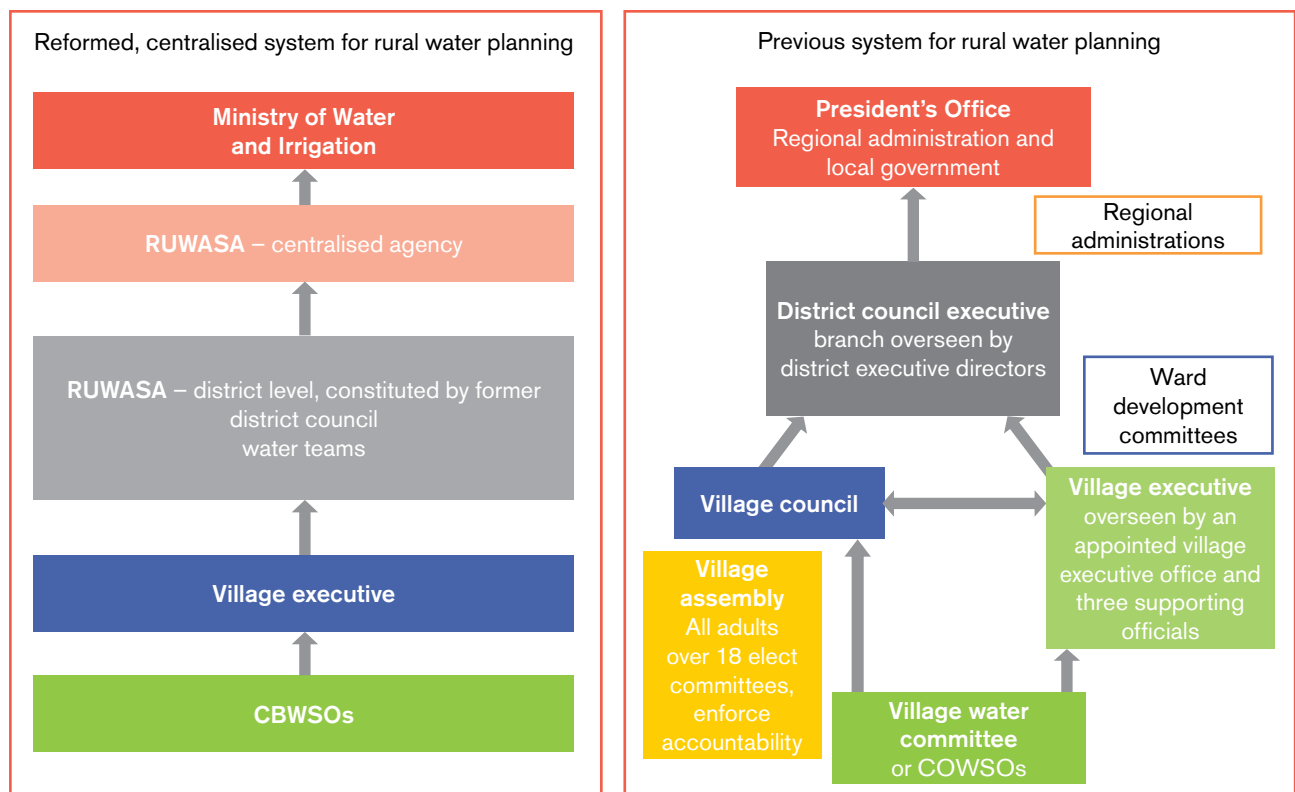 Reformed, centralised system for rural water planning
Ministry of Water
and Irrigation
RUWASA – centralised agency
RUWASA – district level, constituted by former
district council
water teams
Village executive
CBWSOs
Previous system for rural water planning
President's Office
Regional administration and
local government
Regional
administrations
District council executive
branch overseen by
district executive directors
Ward
development
committees
Village council
Village executive
overseen by an
appointed village
executive office and
three supporting
officials
Village
assembly
All adults
over 18 elect
committees,
enforce
accountability
Village water
committee
or COWSOs